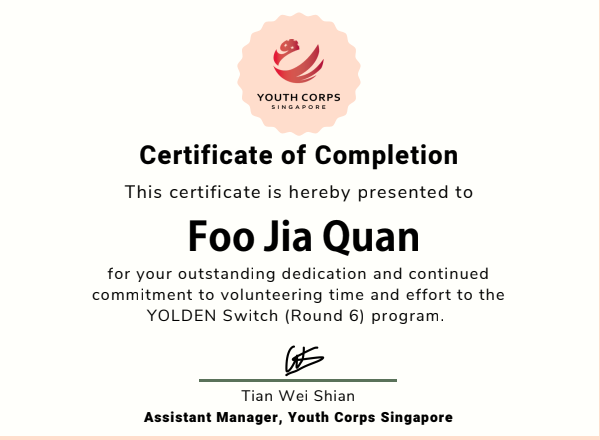 YOUTH CORPS
SINGAPORE
Certificate of Completion
This certificate is hereby presented to
Foo Jia Quan
for your outstanding dedication and continued
commitment to volunteering time and effort to the
YOLDEN Switch (Round 6) program.
Tian Wei Shian
Assistant Manager, Youth Corps Singapore